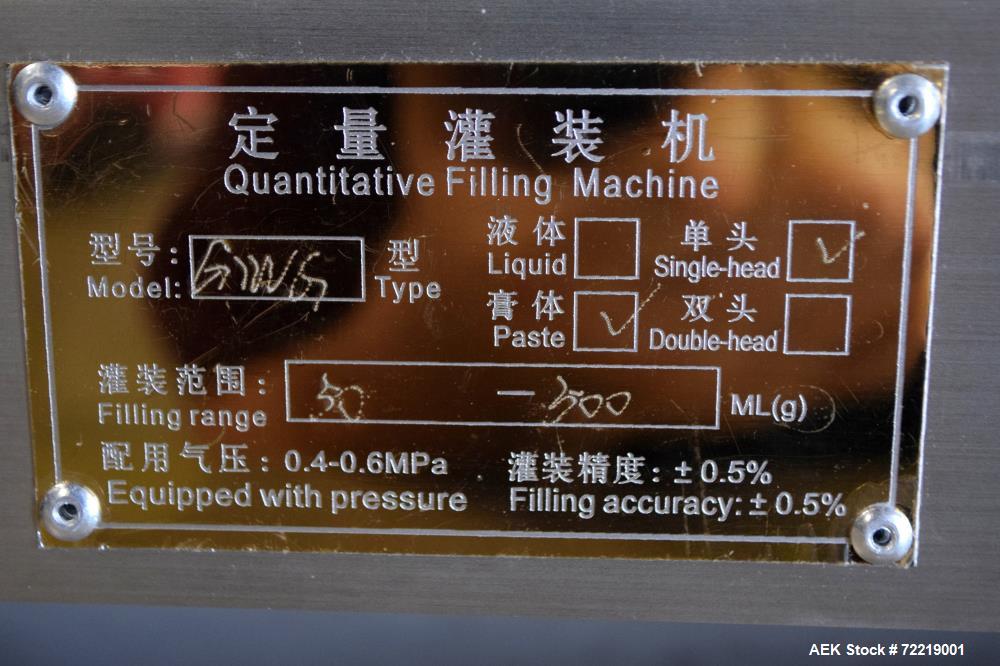 定量灌装机
Quantitative Filling Machine
型号: 型 液体 单头 ✓
Model: Type Liquid Single-head
膏体 ✓ 双头
Paste Double-head
灌装范围: 50 — 500 ML(g)
Filling range
配用气压: 0.4-0.6MPa 灌装精度: ± 0.5%
Equipped with pressure Filling accuracy: ± 0.5%
AEK Stock # 72219001